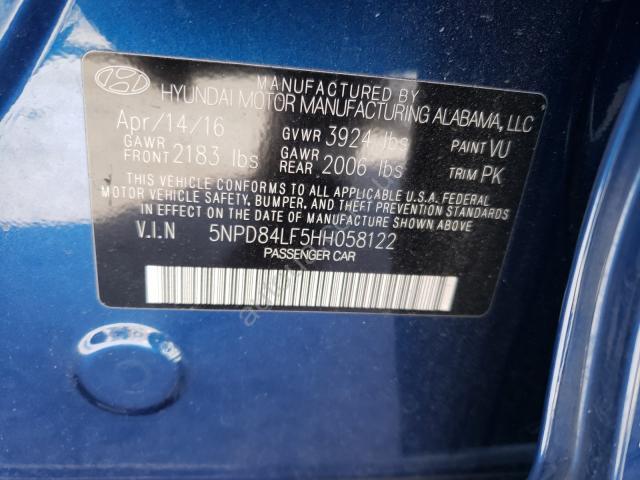 MANUFACTURED BY
HYUNDAI MOTOR MANUFACTURING ALABAMA, LLC
Apr/14/16 GVWR 3924 lbs PAINT VU
GAWR FRONT 2183 lbs GAWR REAR 2006 lbs TRIM PK
THIS VEHICLE CONFORMS TO ALL APPLICABLE U.S.A. FEDERAL
MOTOR VEHICLE SAFETY, BUMPER, AND THEFT PREVENTION STANDARDS
IN EFFECT ON THE DATE OF MANUFACTURE SHOWN ABOVE.
V.I.N 5NPD84LF5HH058122
PASSENGER CAR